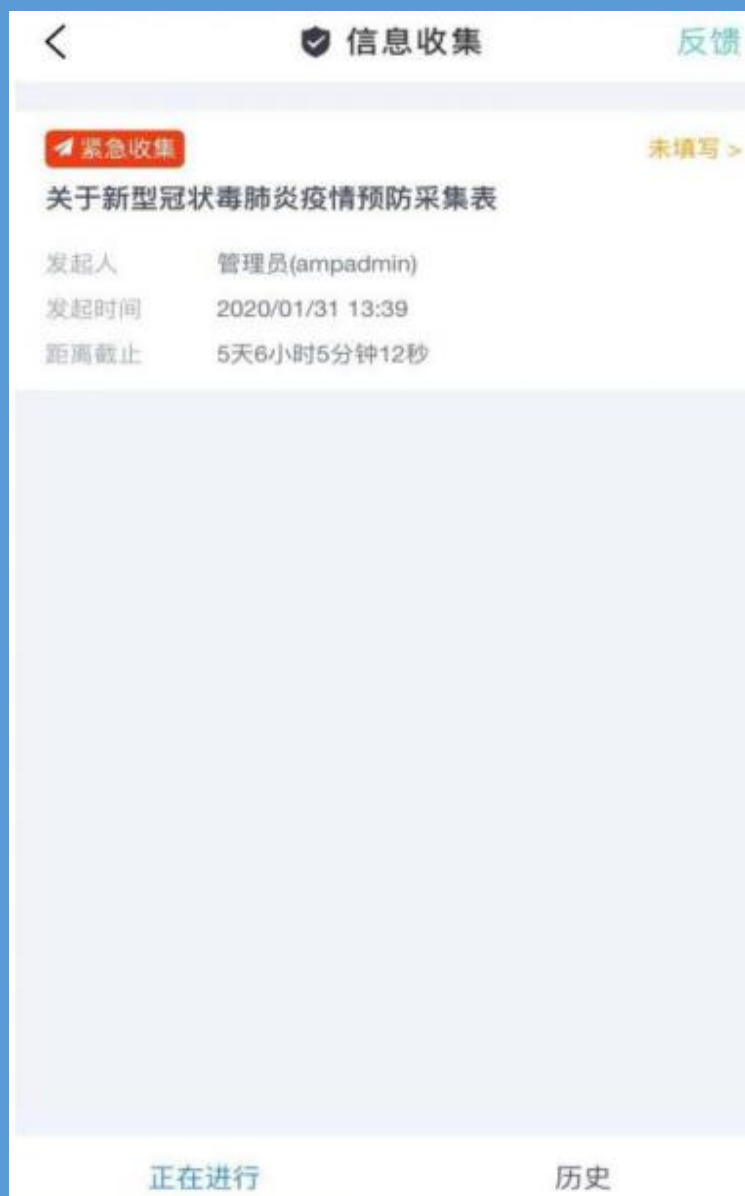 信息收集 反馈
紧急收集 未填写 >
关于新型冠状毒肺炎疫情预防采集表
发起人 管理员(ampadmin)
发起时间 2020/01/31 13:39
距离截止 5天6小时5分钟12秒
正在进行 历史